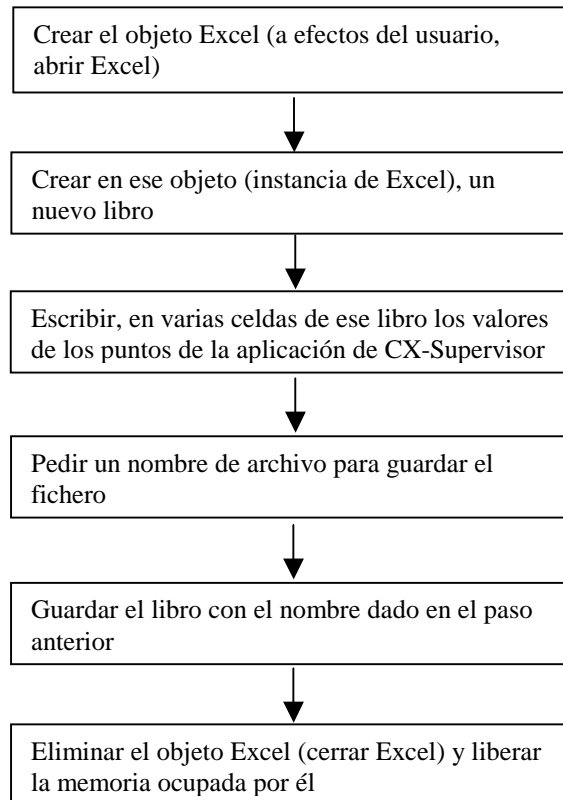 Crear el objeto Excel (a efectos del usuario,
abrir Excel)
Crear en ese objeto (instancia de Excel), un
nuevo libro
Escribir, en varias celdas de ese libro los valores
de los puntos de la aplicación de CX-Supervisor
Pedir un nombre de archivo para guardar el
fichero
Guardar el libro con el nombre dado en el paso
anterior
Eliminar el objeto Excel (cerrar Excel) y liberar
la memoria ocupada por él